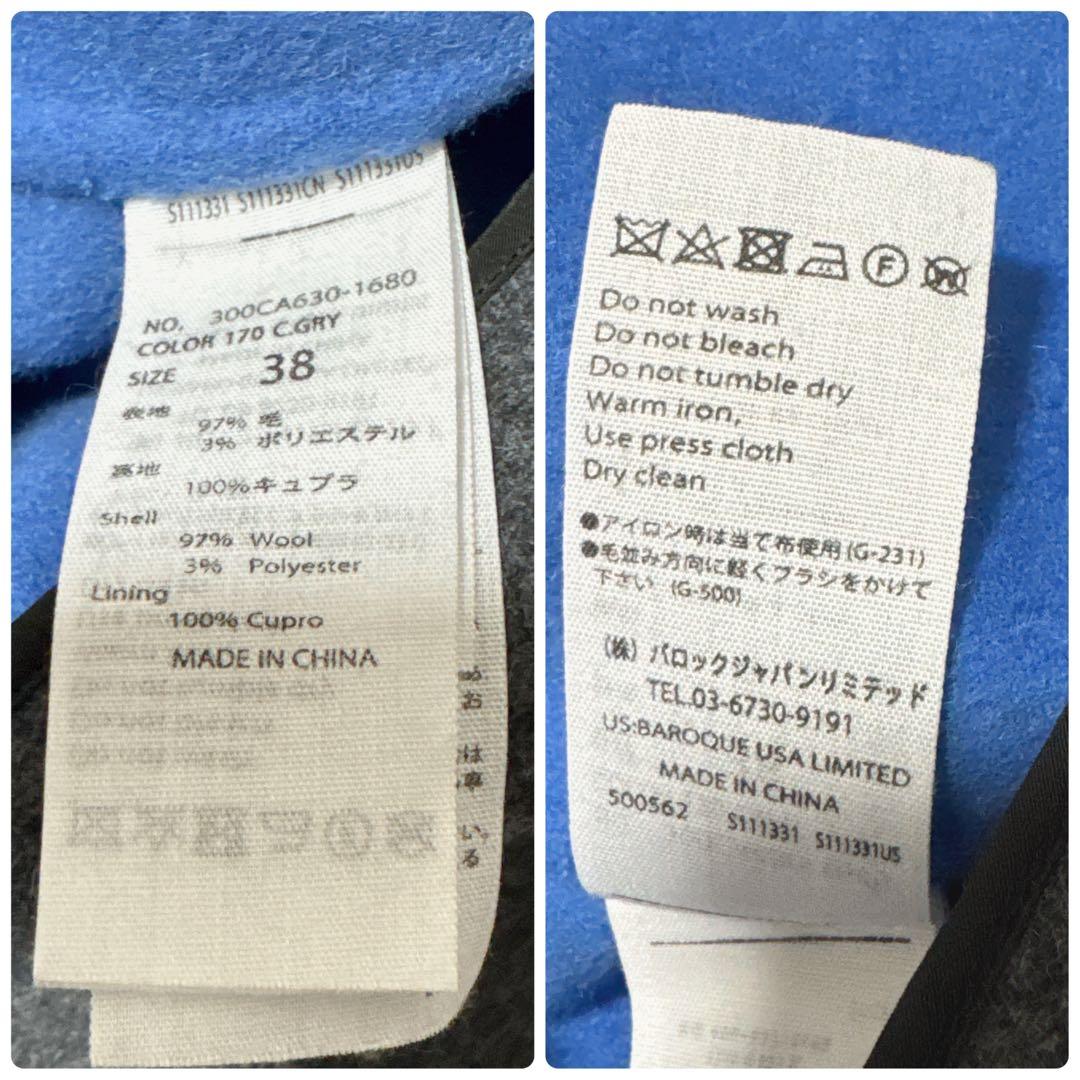 S111331 S111331CN S111331US
NO, 300CA630-1680
COLOR 170 C.GRY
SIZE 38
表地
97% 毛
3% ポリエステル
裏地
100%キュプラ
Shell
97% Wool
3% Polyester
Lining
100% Cupro
MADE IN CHINA
お
は
い
る
F
W
Do not wash
Do not bleach
Do not tumble dry
Warm iron,
Use press cloth
Dry clean
●アイロン時は当て布使用(G-231)
●毛並み方向に軽くブラシをかけて
下さい (G-500)
(株) バロックジャパンリミテッド
TEL.03-6730-9191
US:BAROQUE USA LIMITED
MADE IN CHINA
500562 S111331 S111331US